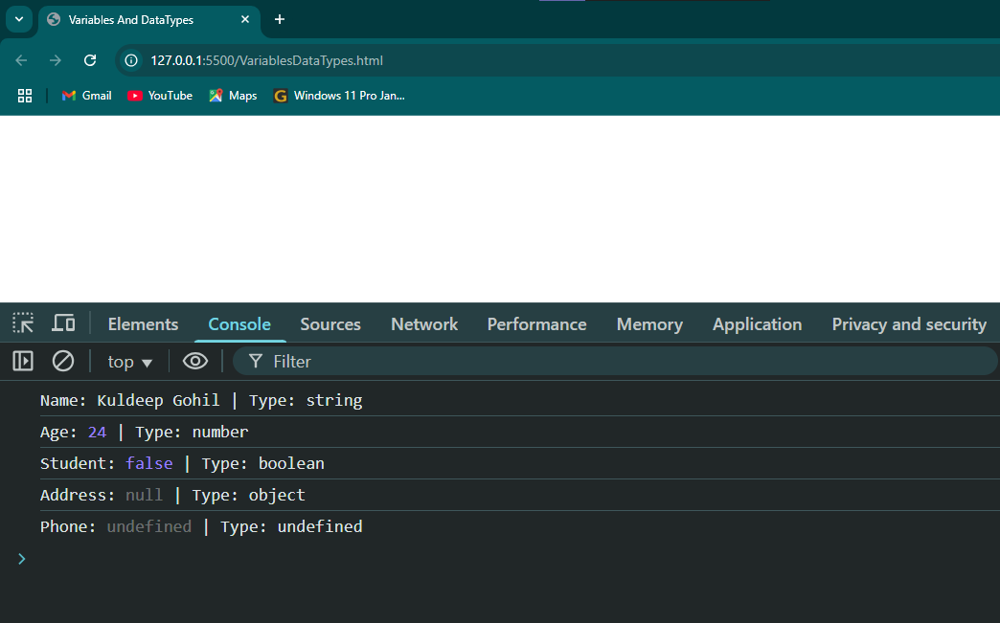 Variables And DataTypes
127.0.0.1:5500/VariablesDataTypes.html
Gmail YouTube Maps Windows 11 Pro Jan...
Elements Console Sources Network Performance Memory Application Privacy and security
top Filter
Name: Kuldeep Gohil | Type: string
Age: 24 | Type: number
Student: false | Type: boolean
Address: null | Type: object
Phone: undefined | Type: undefined